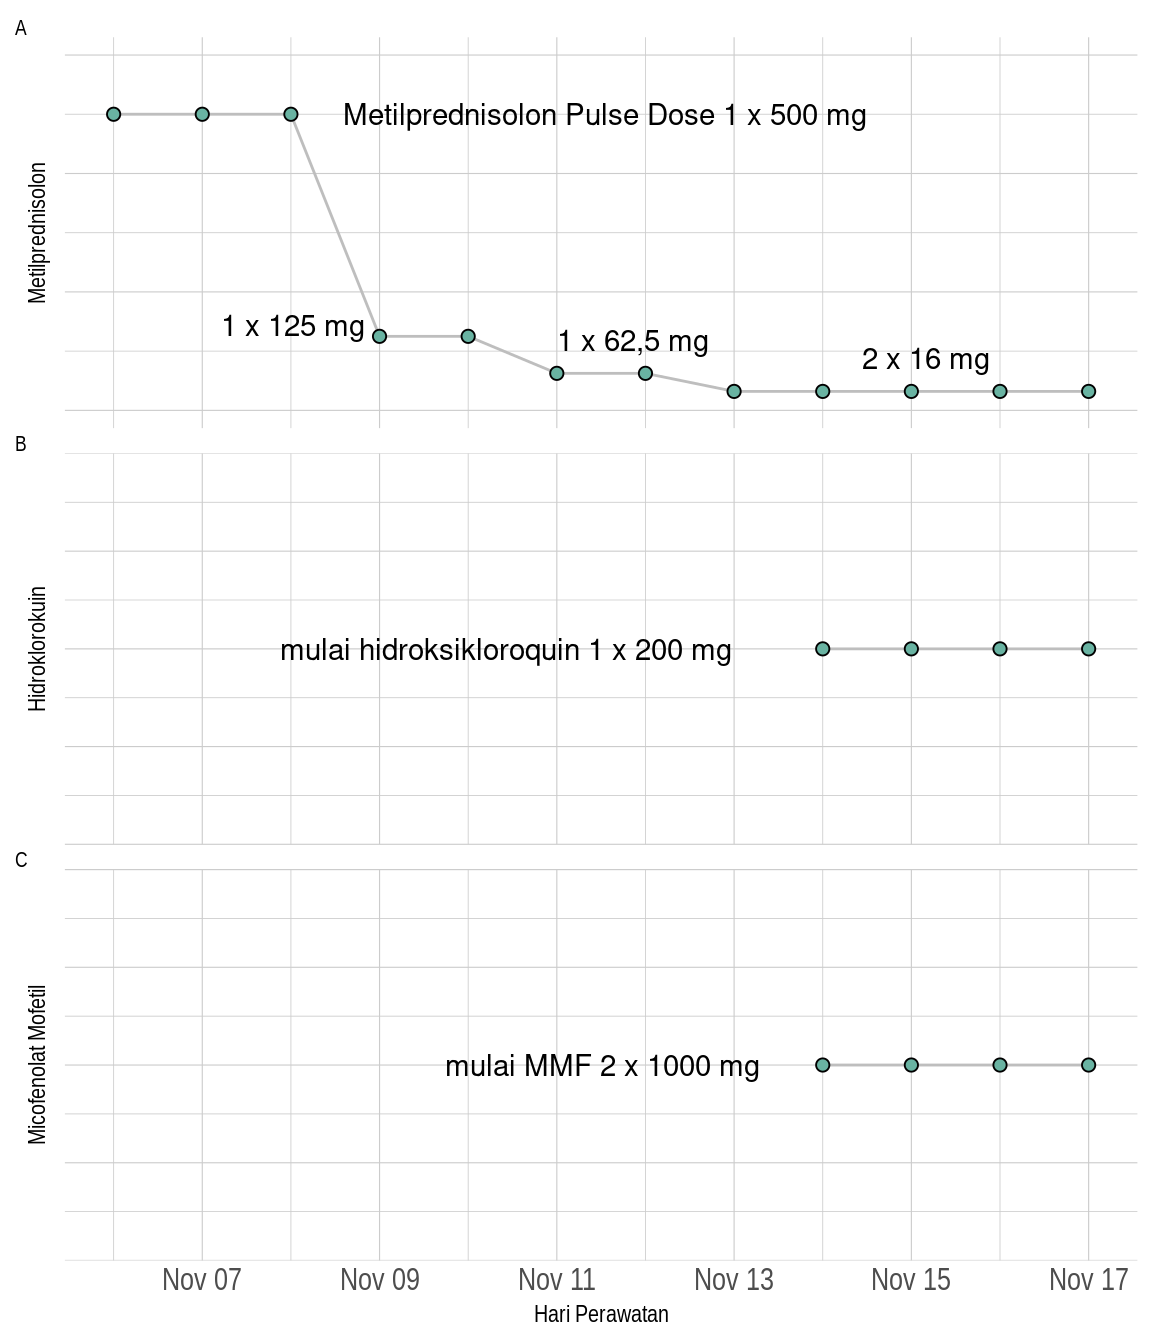 A
Metilprednisolon
Metilprednisolon Pulse Dose 1 x 500 mg
1 x 125 mg
1 x 62,5 mg
2 x 16 mg
B
Hidroklorokuin
mulai hidroksikloroquin 1 x 200 mg
C
Micofenolat Mofetil
mulai MMF 2 x 1000 mg
Nov 07 Nov 09 Nov 11 Nov 13 Nov 15 Nov 17
Hari Perawatan